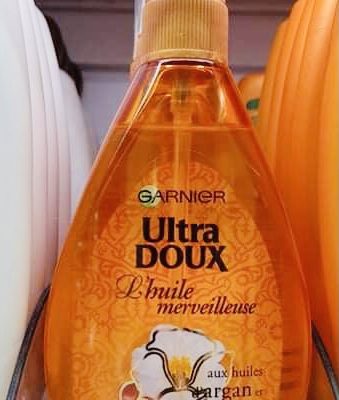 GARNIER
Ultra
DOUX
L'huile
merveilleuse
aux huiles
d'argan et